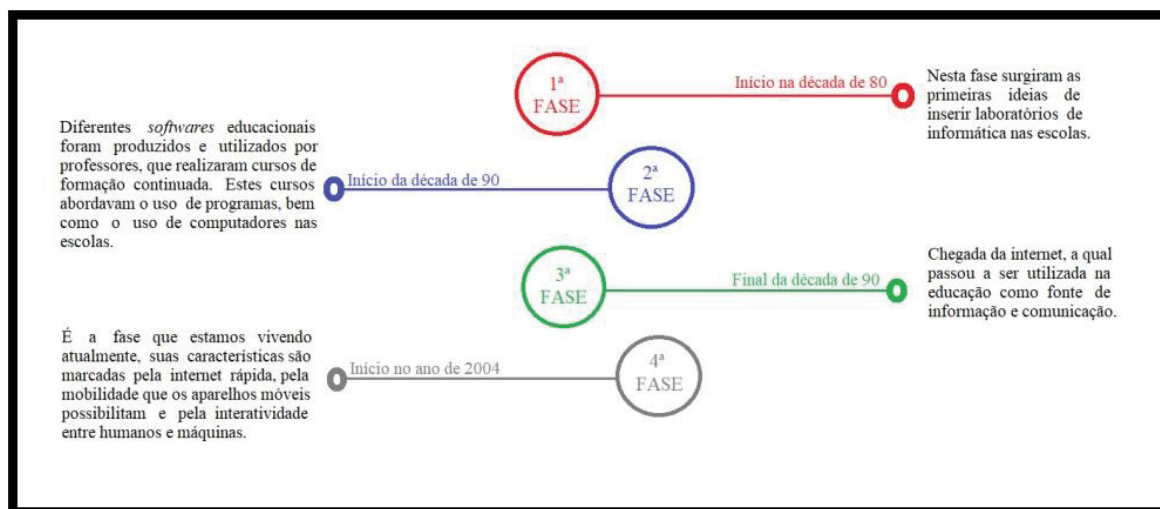 1ª
FASE
Início na década de 80
Nesta fase surgiram as
primeiras ideias de
inserir laboratórios de
informática nas escolas.
Diferentes softwares educacionais
foram produzidos e utilizados por
professores, que realizaram cursos de
formação continuada. Estes cursos
abordavam o uso de programas, bem
como o uso de computadores nas
escolas.
Início da década de 90
2ª
FASE
3ª
FASE
Final da década de 90
Chegada da internet, a qual
passou a ser utilizada na
educação como fonte de
informação e comunicação.
É a fase que estamos vivendo
atualmente, suas características são
marcadas pela internet rápida, pela
mobilidade que os aparelhos móveis
possibilitam e pela interatividade
entre humanos e máquinas.
Início no ano de 2004
4ª
FASE